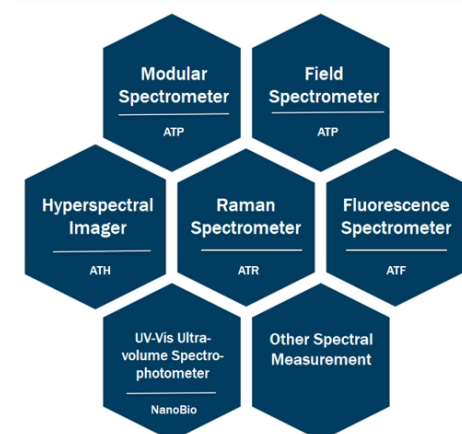 Modular
Spectrometer
ATP
Field
Spectrometer
ATP
Hyperspectral
Imager
ATH
Raman
Spectrometer
ATR
Fluorescence
Spectrometer
ATF
UV-Vis Ultra-
volume Spectro-
photometer
NanoBio
Other Spectral
Measurement